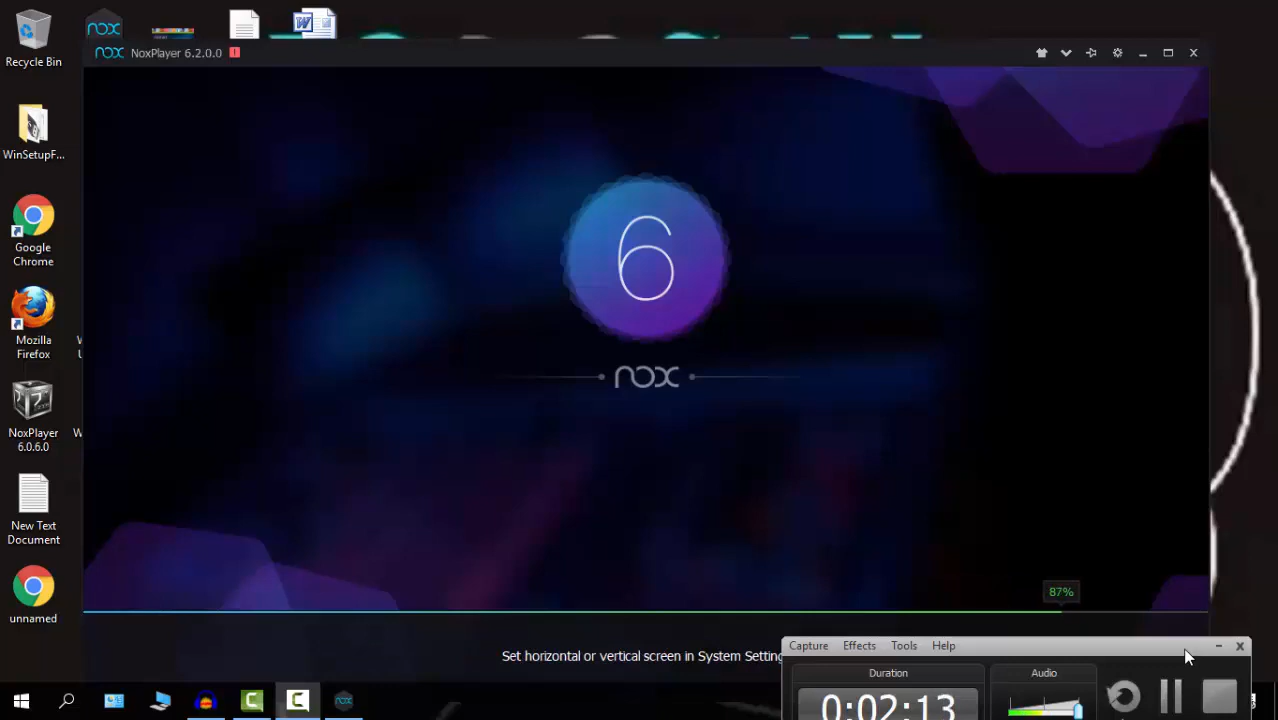 nox
NoxPlayer 6.2.0.0
Recycle Bin
WinSetupF...
6
Google
Chrome
nox
Mozilla
Firefox
NoxPlayer
6.0.6.0
New Text
Document
unnamed
87%
Set horizontal or vertical screen in System Setting
Capture Effects Tools Help
Duration Audio
0:02:13